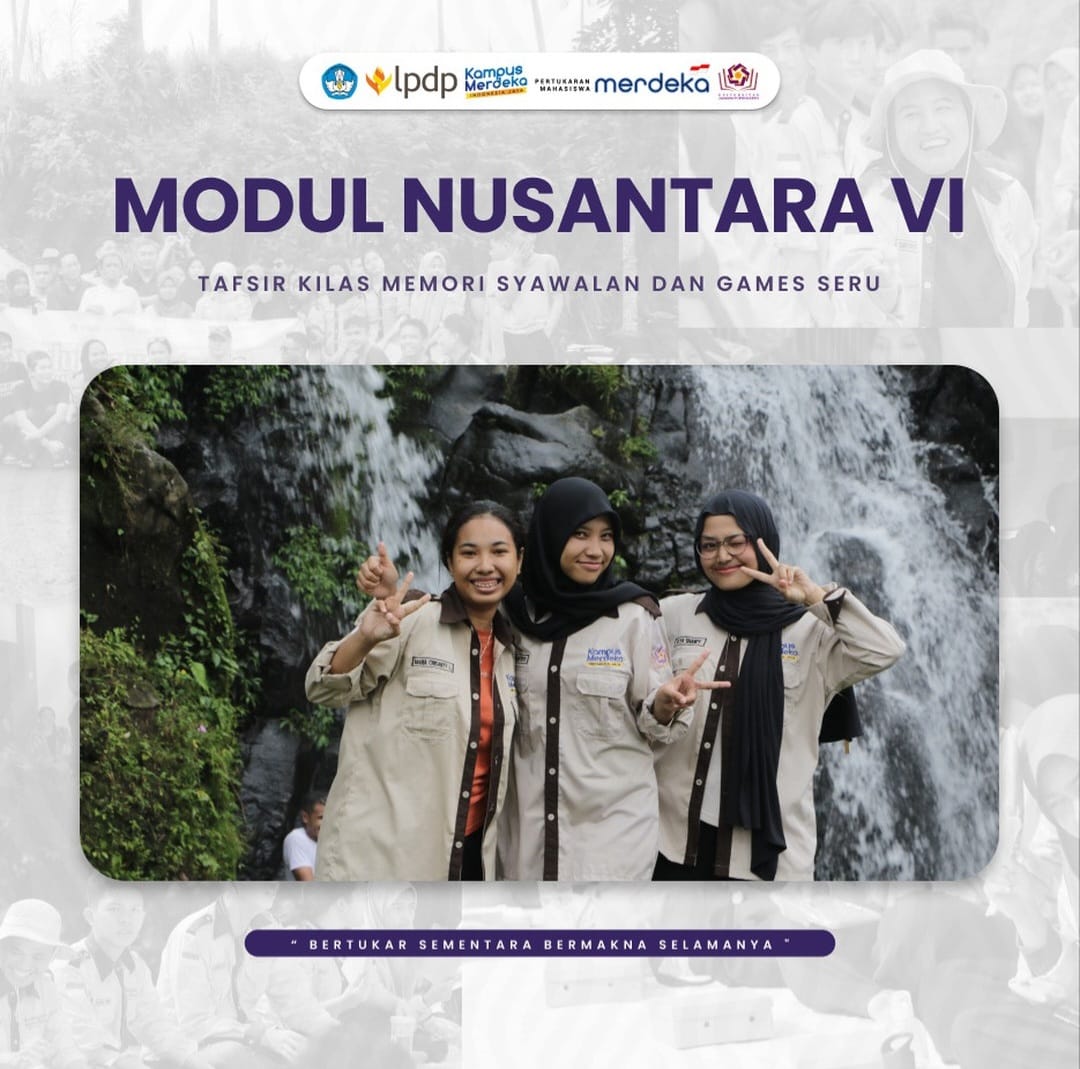 lpdp
Kampus
Merdeka
INDONESIA JAYA
PERTUKARAN
MAHASISWA
merdeka
MODUL NUSANTARA VI
TAFSIR KILAS MEMORI SYAWALAN DAN GAMES SERU
Kampus
Merdeka
“ BERTUKAR SEMENTARA BERMAKNA SELAMANYA "